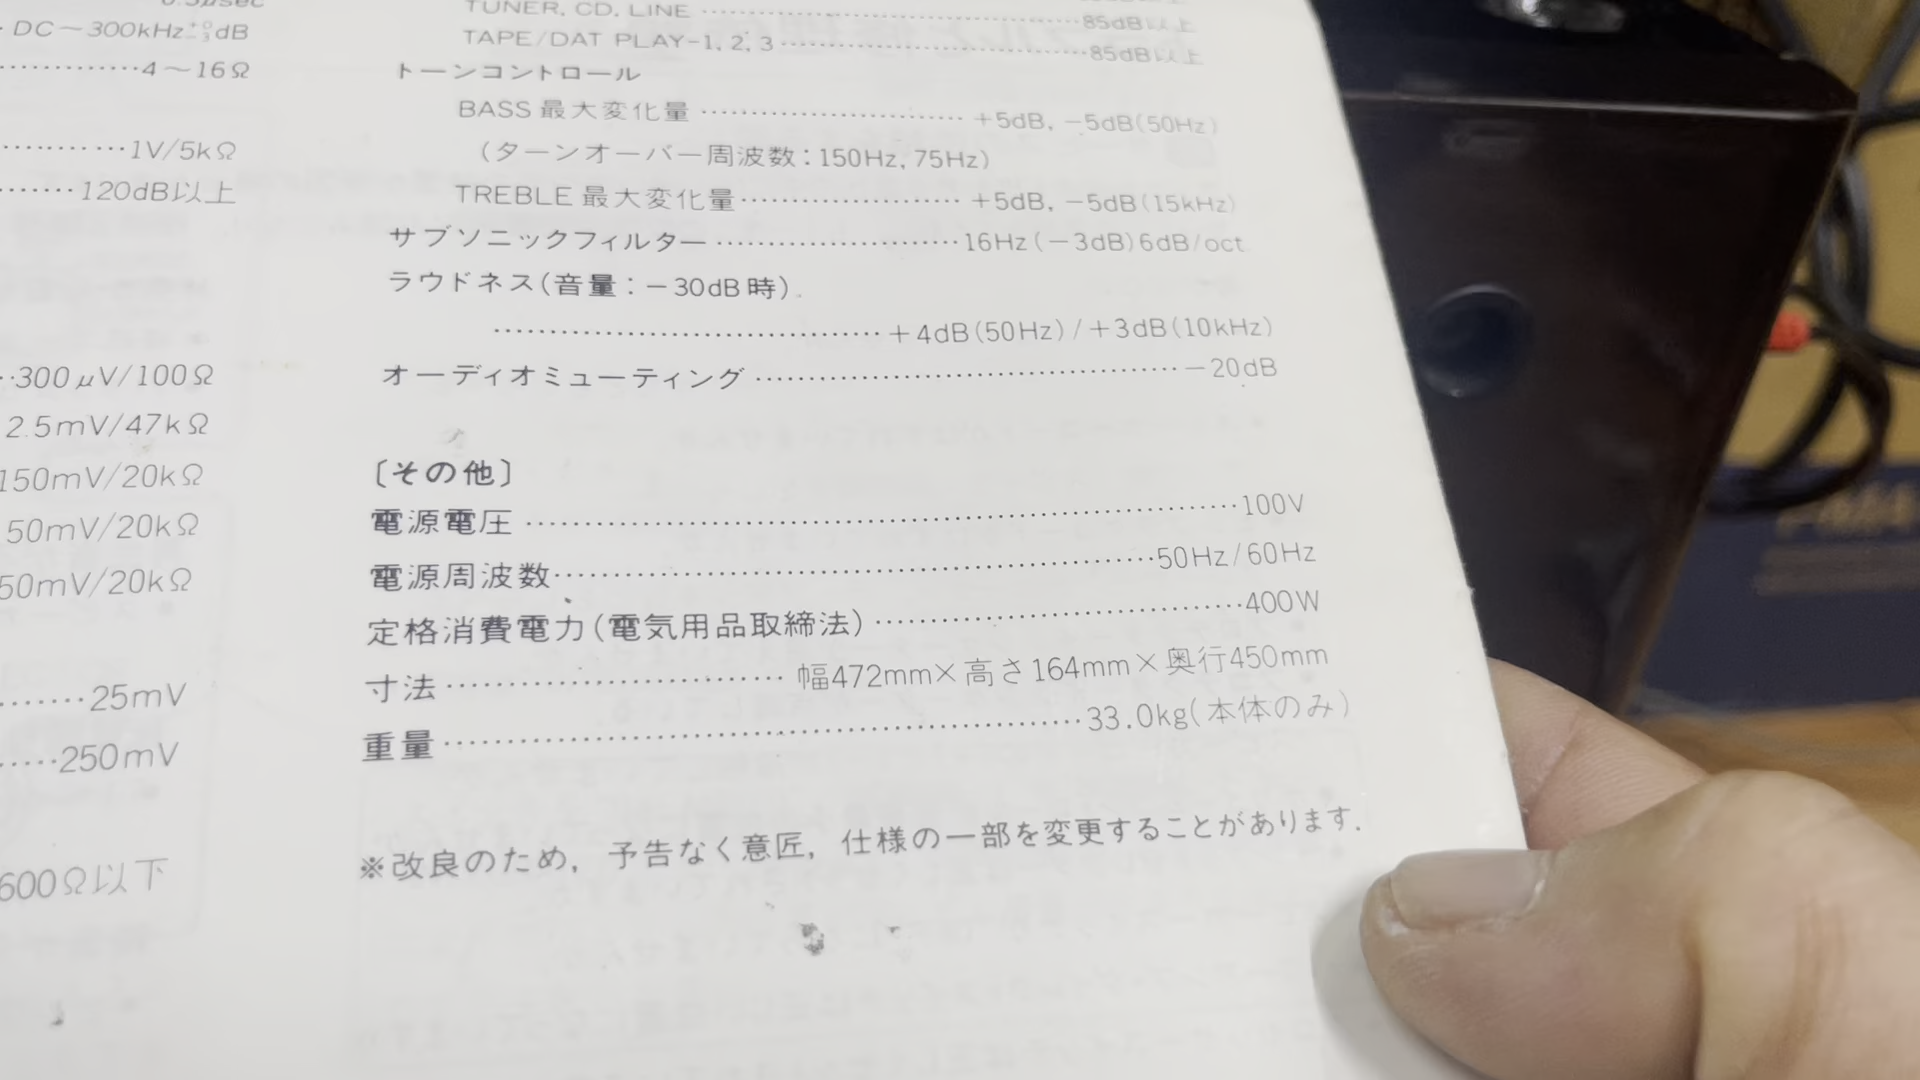 DC～300kHz +0 -3 dB
4～16Ω
1V/5kΩ
120dB以上
300μV/100Ω
2.5mV/47kΩ
150mV/20kΩ
50mV/20kΩ
50mV/20kΩ
25mV
250mV
600Ω以下
TUNER, CD, LINE ……85dB以上
TAPE/DAT PLAY-1, 2, 3 ……85dB以上
トーンコントロール
BASS 最大変化量 ……+5dB, −5dB(50Hz)
(ターンオーバー周波数：150Hz, 75Hz)
TREBLE 最大変化量……+5dB, −5dB(15kHz)
サブソニックフィルター……16Hz(−3dB)6dB/oct
ラウドネス(音量：−30dB時)
……+4dB(50Hz)/+3dB(10kHz)
オーディオミューティング……−20dB
〔その他〕
電源電圧……100V
電源周波数……50Hz/60Hz
定格消費電力(電気用品取締法)……400W
寸法……幅472mm×高さ164mm×奥行450mm
重量……33.0kg(本体のみ)
※改良のため, 予告なく意匠, 仕様の一部を変更することがあります.